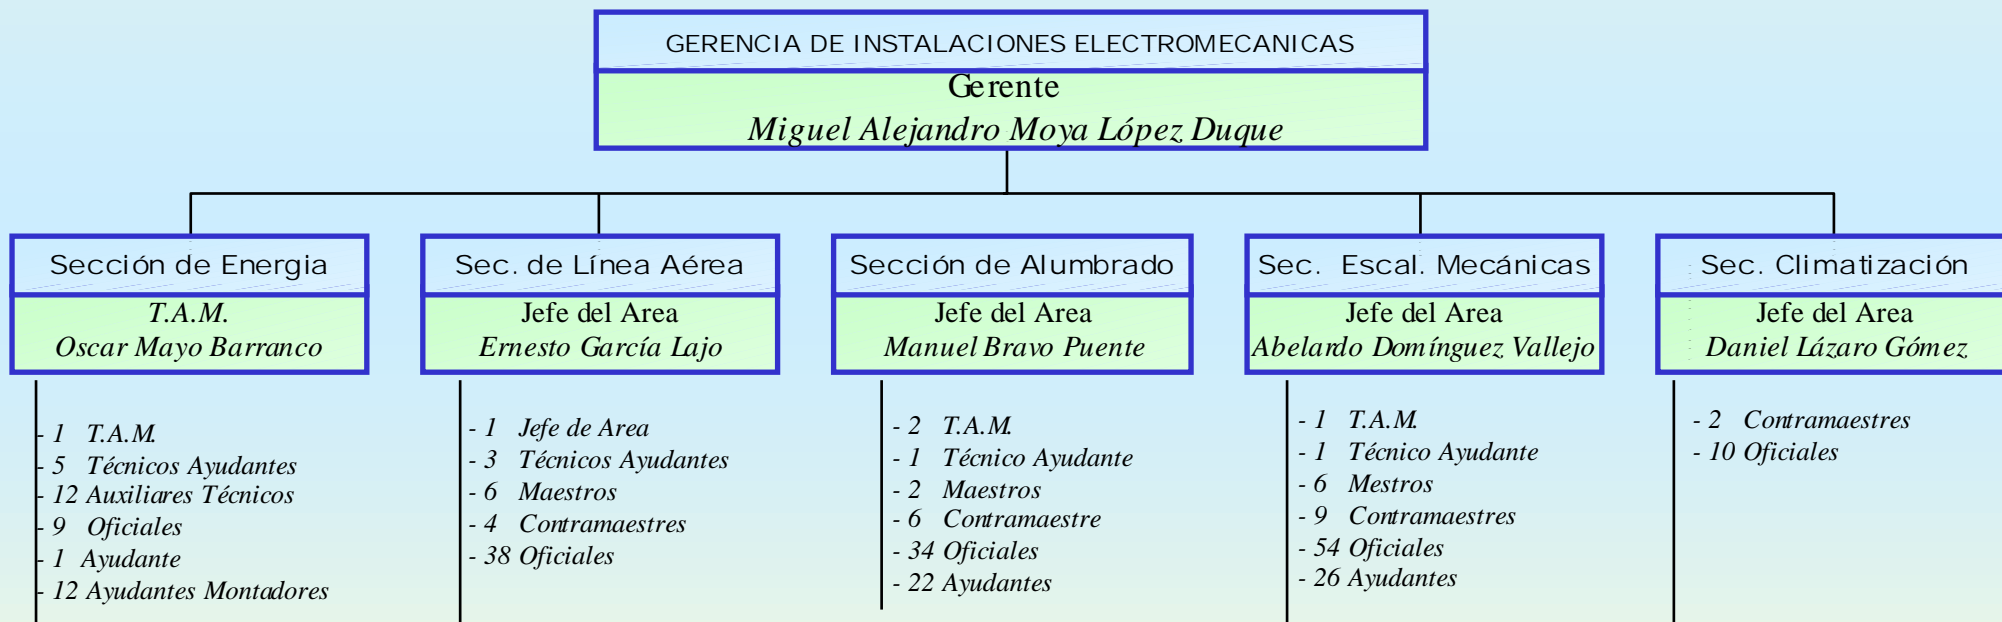 GERENCIA DE INSTALACIONES ELECTROMECANICAS
Gerente
Miguel Alejandro Moya López Duque
Sección de Energia
T.A.M.
Oscar Mayo Barranco
- 1 T.A.M.
- 5 Técnicos Ayudantes
- 12 Auxiliares Técnicos
- 9 Oficiales
- 1 Ayudante
- 12 Ayudantes Montadores
Sec. de Línea Aérea
Jefe del Area
Ernesto García Lajo
- 1 Jefe de Area
- 3 Técnicos Ayudantes
- 6 Maestros
- 4 Contramaestres
- 38 Oficiales
Sección de Alumbrado
Jefe del Area
Manuel Bravo Puente
- 2 T.A.M.
- 1 Técnico Ayudante
- 2 Maestros
- 6 Contramaestre
- 34 Oficiales
- 22 Ayudantes
Sec. Escal. Mecánicas
Jefe del Area
Abelardo Domínguez Vallejo
- 1 T.A.M.
- 1 Técnico Ayudante
- 6 Mestros
- 9 Contramaestres
- 54 Oficiales
- 26 Ayudantes
Sec. Climatización
Jefe del Area
Daniel Lázaro Gómez
- 2 Contramaestres
- 10 Oficiales